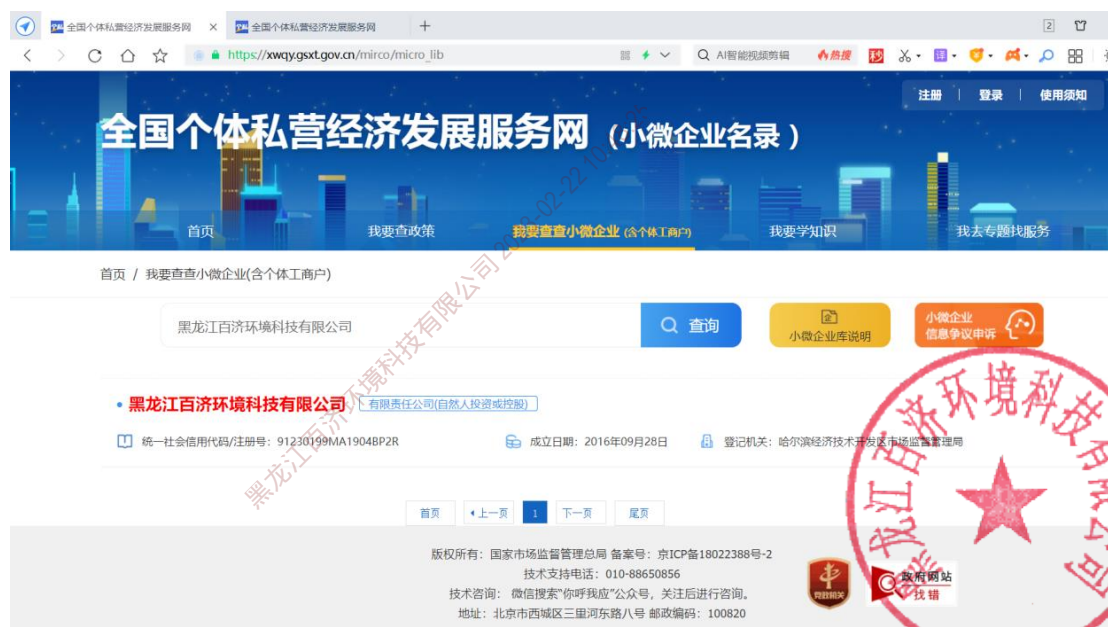 全国个体私营经济发展服务网
全国个体私营经济发展服务网
2
https://xwqy.gsxt.gov.cn/mirco/micro_lib
AI智能视频剪辑
热搜
秒
译
注册 | 登录 | 使用须知
全国个体私营经济发展服务网（小微企业名录）
首页 我要查政策 我要查查小微企业 (含个体工商户) 我要学知识 我去专题找服务
首页 / 我要查查小微企业(含个体工商户)
黑龙江百济环境科技有限公司
查询
小微企业库说明
小微企业
信息争议申诉
黑龙江百济环境科技有限公司 有限责任公司(自然人投资或控股)
统一社会信用代码/注册号：91230199MA1904BP2R 成立日期：2016年09月28日 登记机关：哈尔滨经济技术开发区市场监督管理局
首页 上一页 1 下一页 尾页
版权所有：国家市场监督管理总局 备案号：京ICP备18022388号-2
技术支持电话：010-88650856
技术咨询： 微信搜索“你呼我应”公众号，关注后进行咨询。
地址：北京市西城区三里河东路八号 邮政编码：100820
党政机关
政府网站
找错
黑龙江百济环境科技有限公司